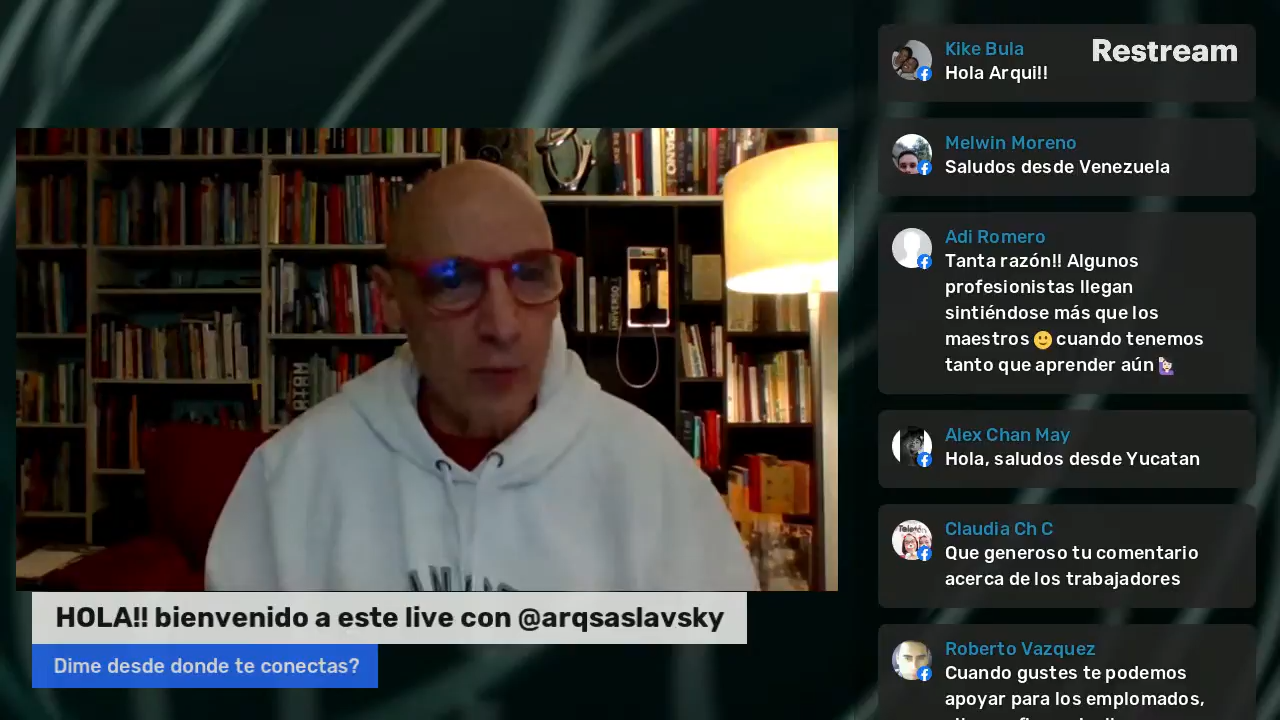 Restream
Kike Bula
Hola Arqui!!
Melwin Moreno
Saludos desde Venezuela
Adi Romero
Tanta razón!! Algunos
profesionistas llegan
sintiéndose más que los
maestros 🙂 cuando tenemos
tanto que aprender aún 🙋🏻‍♀️
Alex Chan May
Hola, saludos desde Yucatan
Claudia Ch C
Que generoso tu comentario
acerca de los trabajadores
Roberto Vazquez
Cuando gustes te podemos
apoyar para los emplomados,
UNIVERSO
MIAM
HOLA!! bienvenido a este live con @arqsaslavsky
Dime desde donde te conectas?